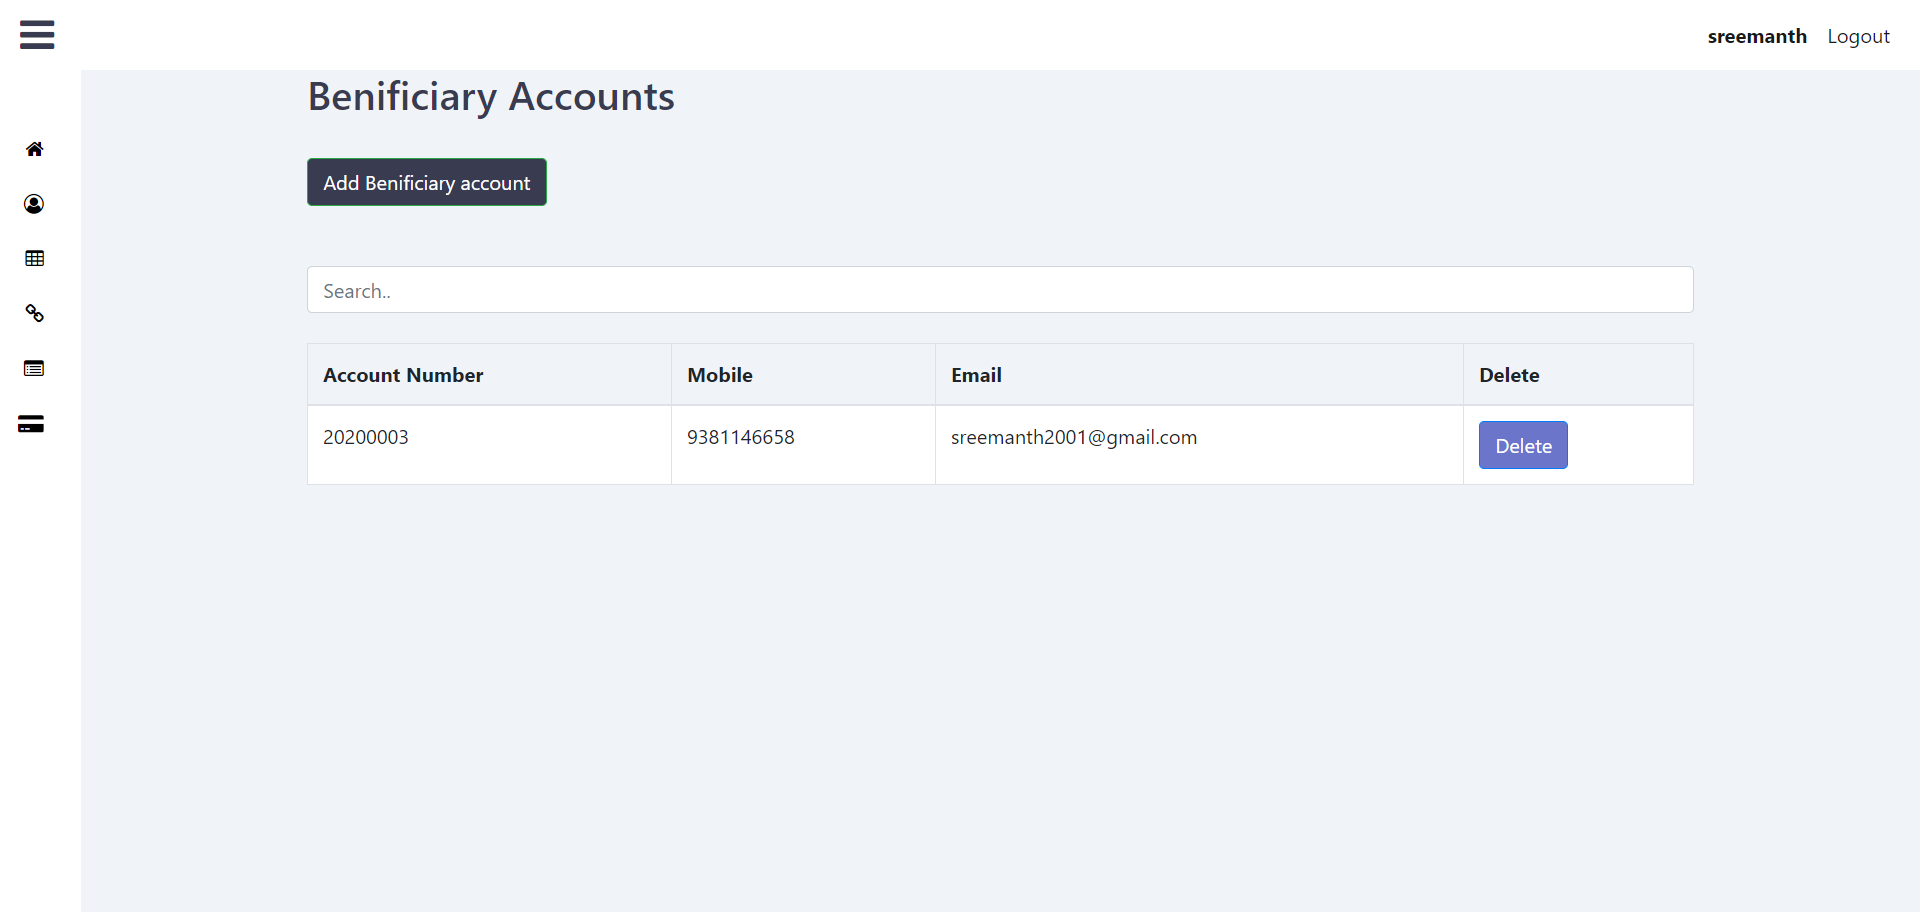 sreemanth Logout
Benificiary Accounts
Add Benificiary account
Search..
Account Number Mobile Email Delete
20200003 9381146658 sreemanth2001@gmail.com Delete